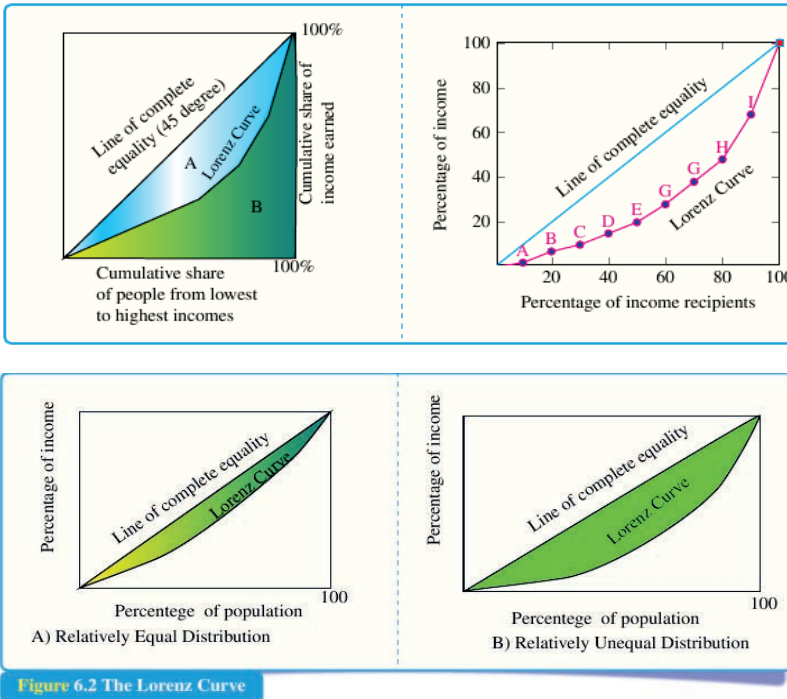 100%
Line of complete
equality (45 degree)
A
Lorenz Curve
B
Cumulative share of
income earned
100%
Cumulative share
of people from lowest
to highest incomes
Percentage of income
100
80
60
40
20
Line of complete equality
A
B
C
D
E
G
G
H
I
Lorenz Curve
20
40
60
80
100
Percentage of income recipients
Percentage of income
Line of complete equality
Lorenz Curve
100
Percentege of population
A) Relatively Equal Distribution
Percentage of income
Line of complete equality
Lorenz Curve
100
Percentege of population
B) Relatively Unequal Distribution
Figure 6.2 The Lorenz Curve